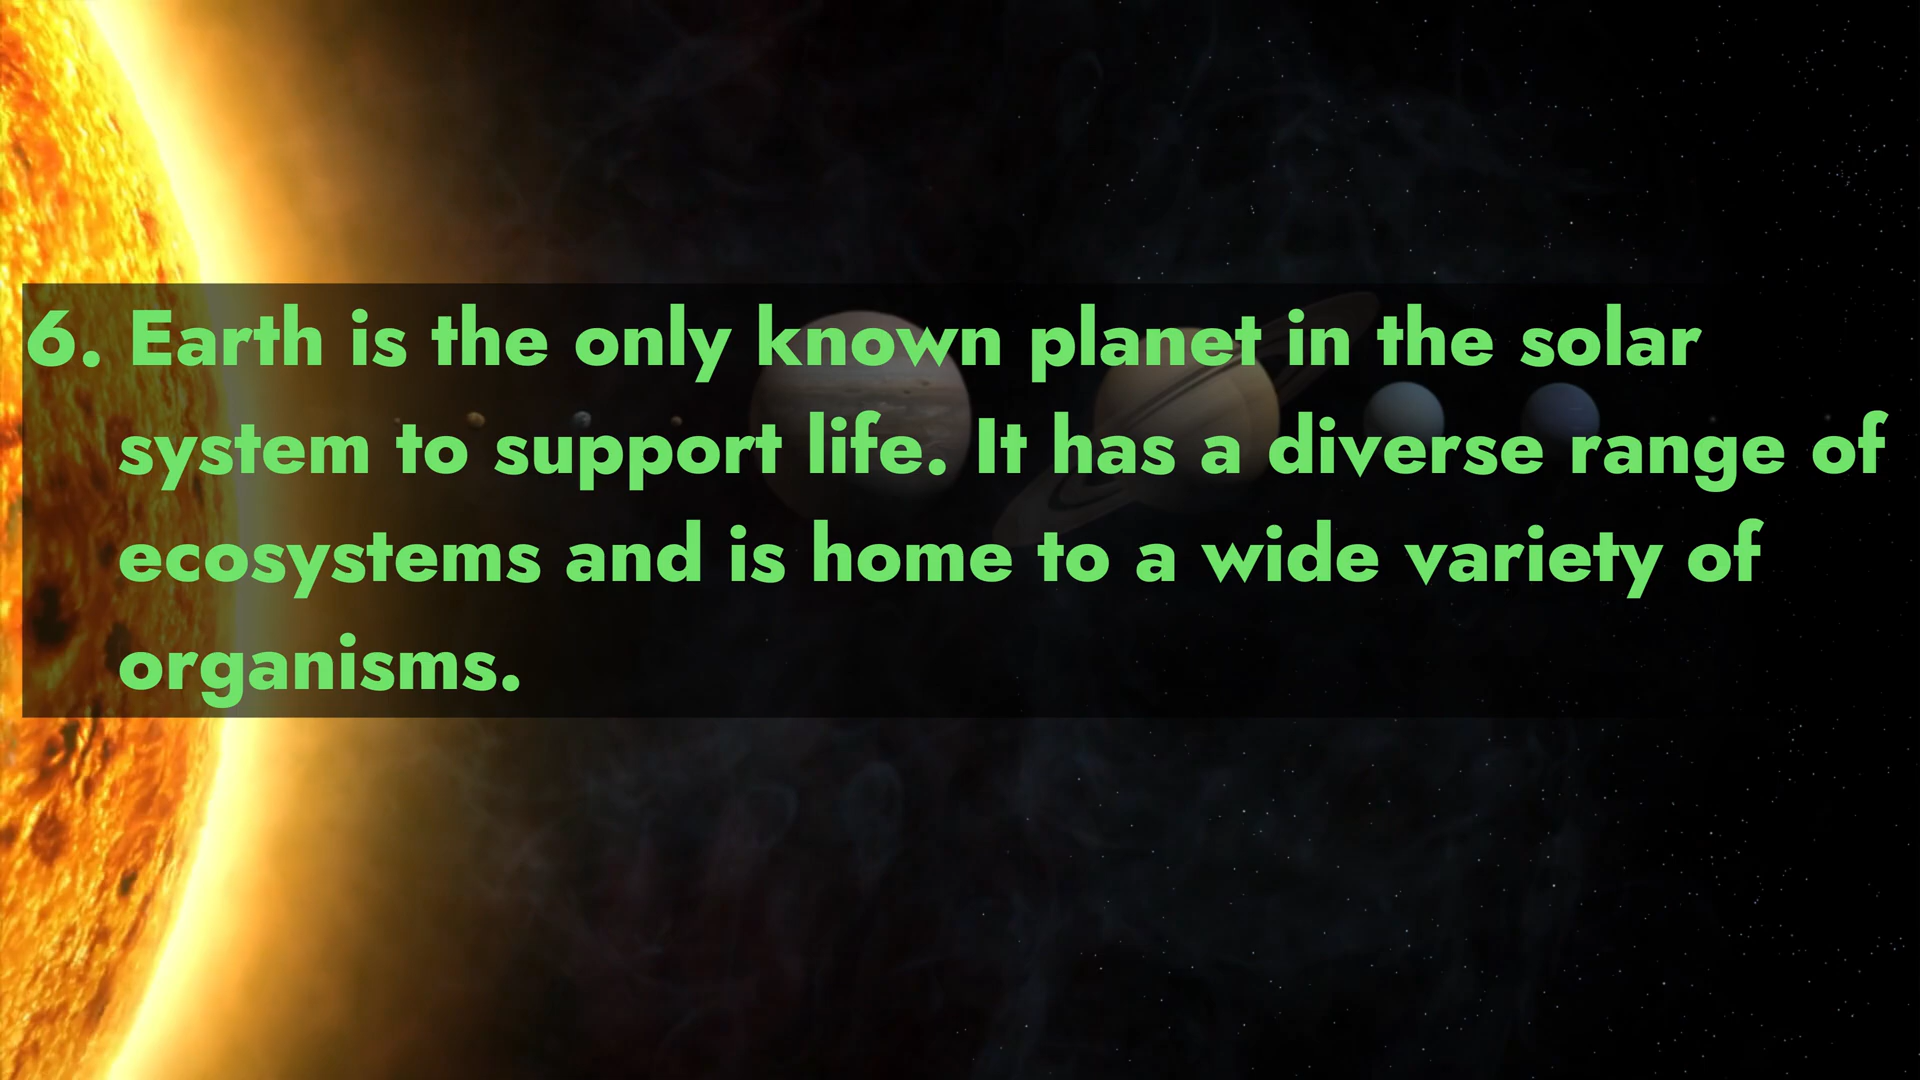 6. Earth is the only known planet in the solar
system to support life. It has a diverse range of
ecosystems and is home to a wide variety of
organisms.